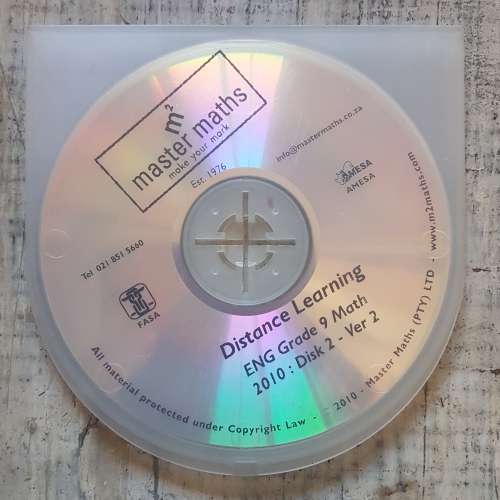 m²
master maths
make your mark
Est. 1976
info@mastermaths.co.za
AMESA
AMESA
Tel 021 851 5660
FASA
Distance Learning
ENG Grade 9 Math
2010 : Disk 2 - Ver 2
All material protected under Copyright Law - © 2010 - Master Maths (PTY) LTD - www.m2maths.com